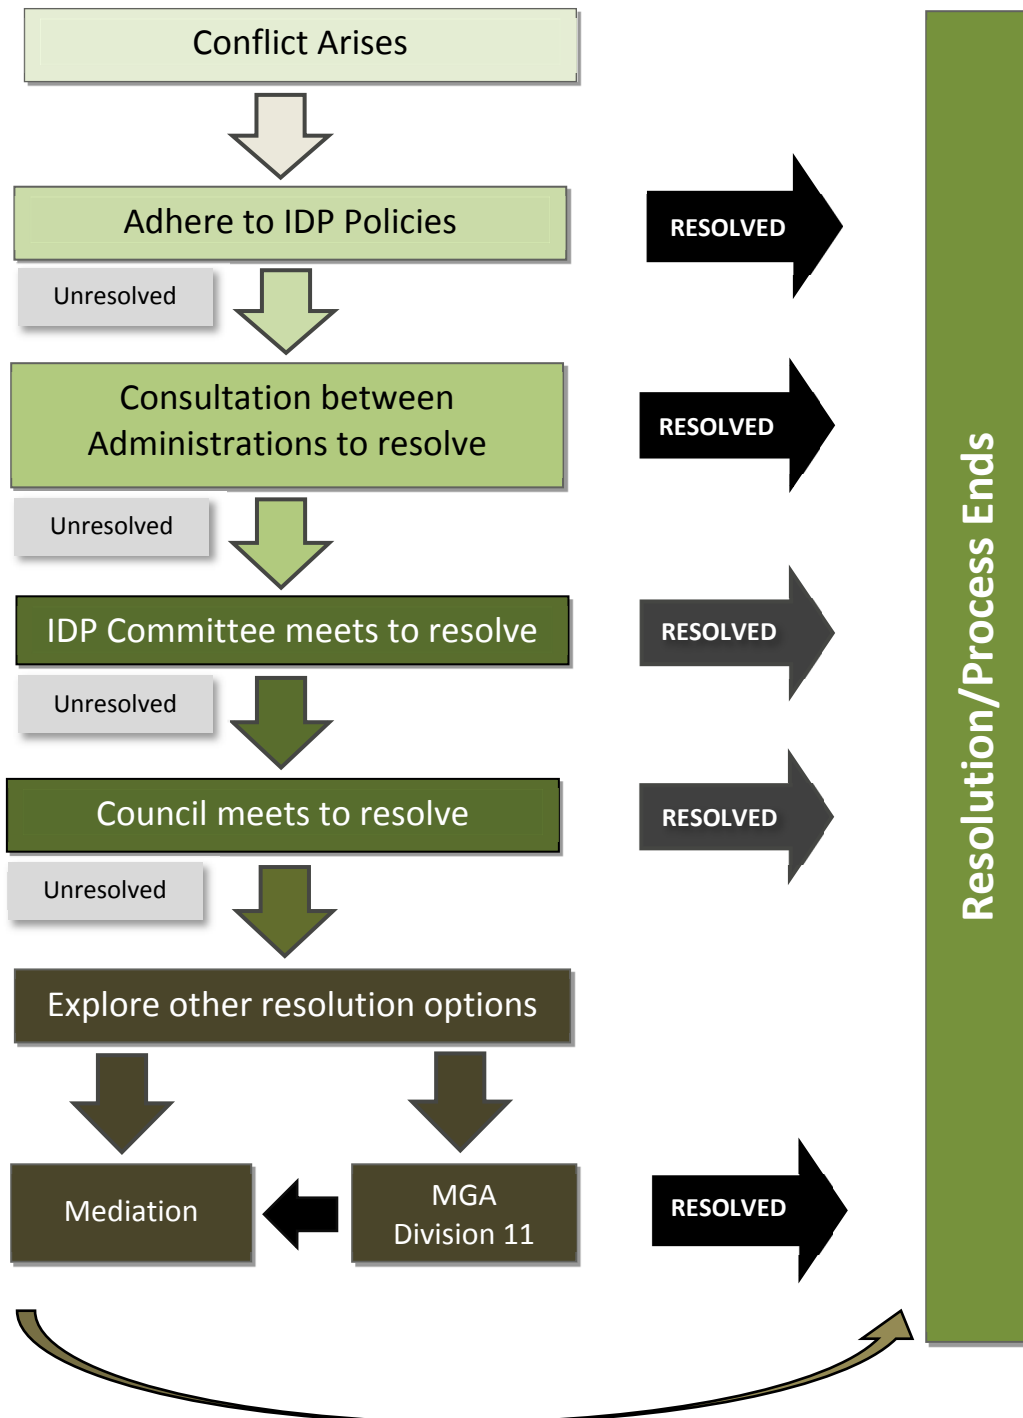 Conflict Arises
Adhere to IDP Policies
RESOLVED
Unresolved
Consultation between
Administrations to resolve
RESOLVED
Unresolved
IDP Committee meets to resolve
RESOLVED
Unresolved
Council meets to resolve
RESOLVED
Unresolved
Explore other resolution options
Mediation
MGA
Division 11
RESOLVED
Resolution/Process Ends